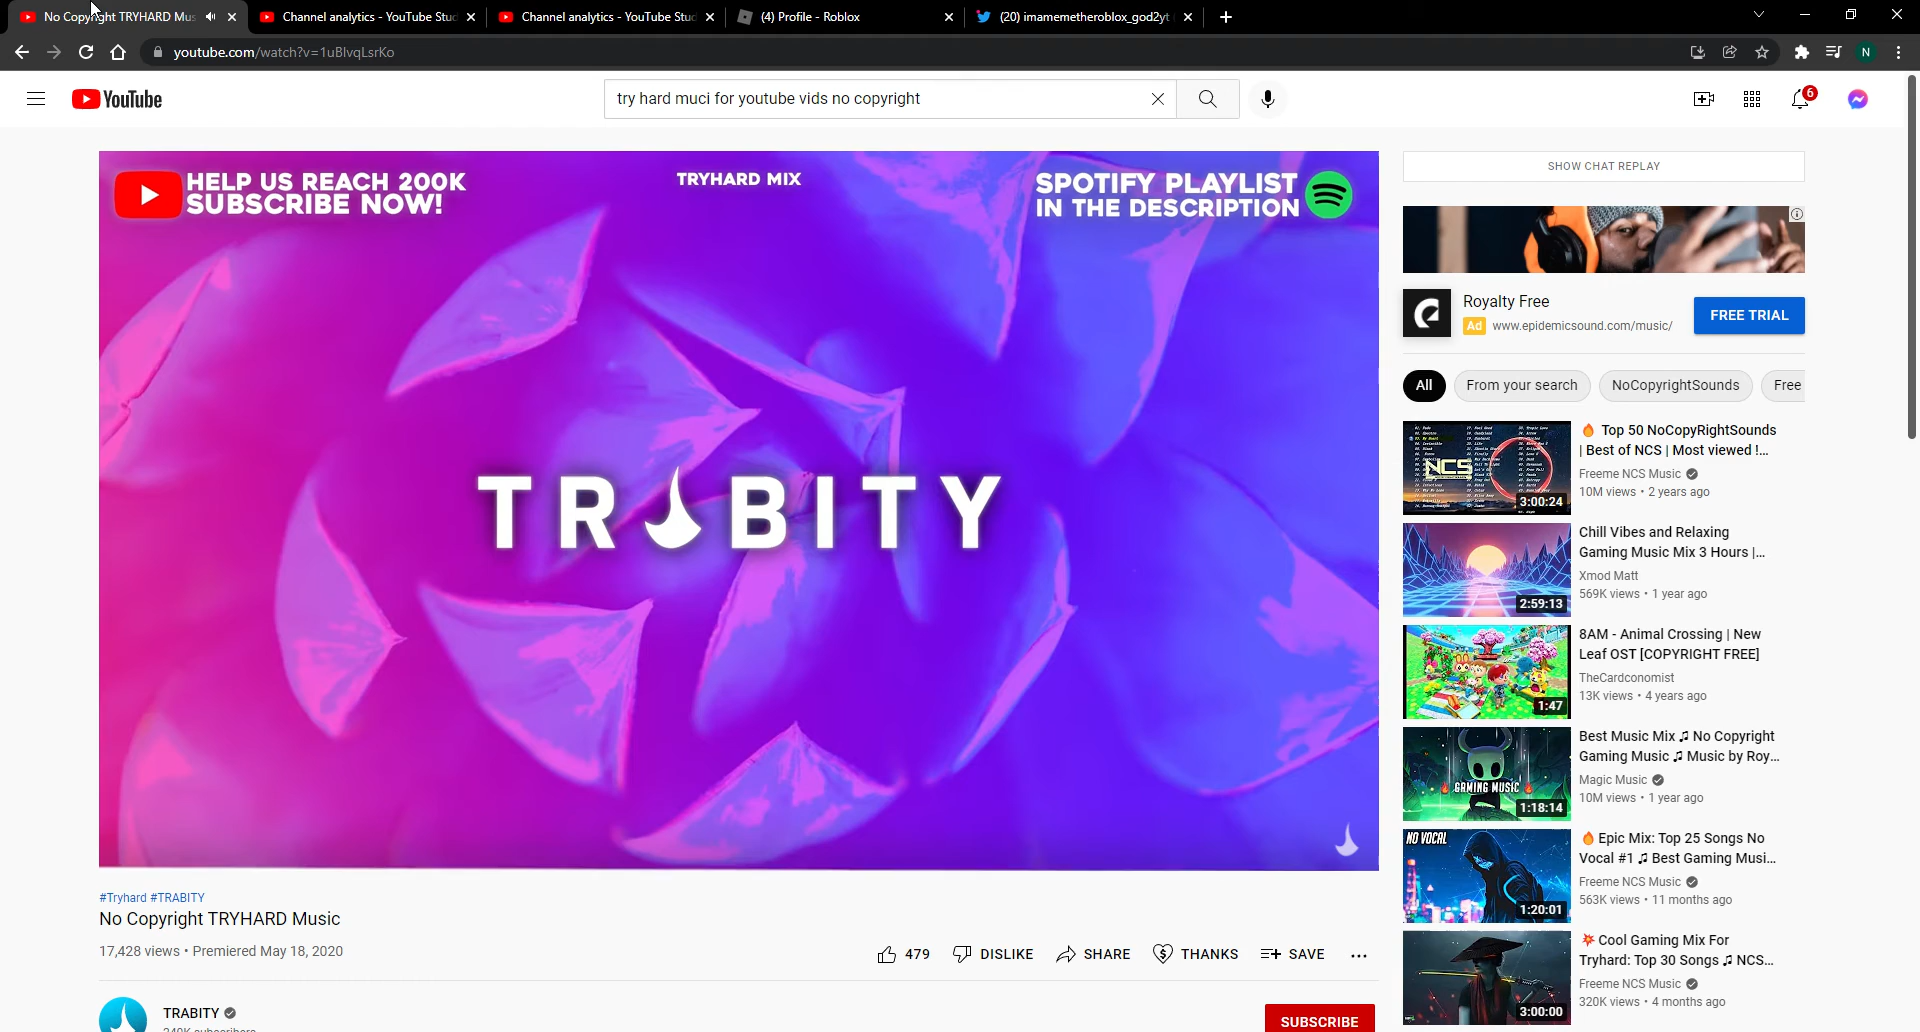 No Copyright TRYHARD Mus
Channel analytics - YouTube Stud
Channel analytics - YouTube Stud
(4) Profile - Roblox
(20) imamemetheroblox_god2yt
youtube.com/watch?v=1uBlvqLsrKo
N
YouTube
try hard muci for youtube vids no copyright
6
HELP US REACH 200K
SUBSCRIBE NOW!
TRYHARD MIX
SPOTIFY PLAYLIST
IN THE DESCRIPTION
TRABITY
#Tryhard #TRABITY
No Copyright TRYHARD Music
17,428 views • Premiered May 18, 2020
479 DISLIKE SHARE THANKS SAVE
TRABITY
SUBSCRIBE
SHOW CHAT REPLAY
Royalty Free
Ad www.epidemicsound.com/music/
FREE TRIAL
All From your search NoCopyrightSounds Free
NCS
3:00:24
🔥 Top 50 NoCopyRightSounds
| Best of NCS | Most viewed !...
Freeme NCS Music
10M views • 2 years ago
2:59:13
Chill Vibes and Relaxing
Gaming Music Mix 3 Hours |...
Xmod Matt
569K views • 1 year ago
1:47
8AM - Animal Crossing | New
Leaf OST [COPYRIGHT FREE]
TheCardconomist
13K views • 4 years ago
GAMING MUSIC
1:18:14
Best Music Mix ♫ No Copyright
Gaming Music ♫ Music by Roy...
Magic Music
10M views • 1 year ago
NO VOCAL
1:20:01
🔥 Epic Mix: Top 25 Songs No
Vocal #1 ♫ Best Gaming Musi...
Freeme NCS Music
563K views • 11 months ago
3:00:00
💥 Cool Gaming Mix For
Tryhard: Top 30 Songs ♫ NCS...
Freeme NCS Music
320K views • 4 months ago